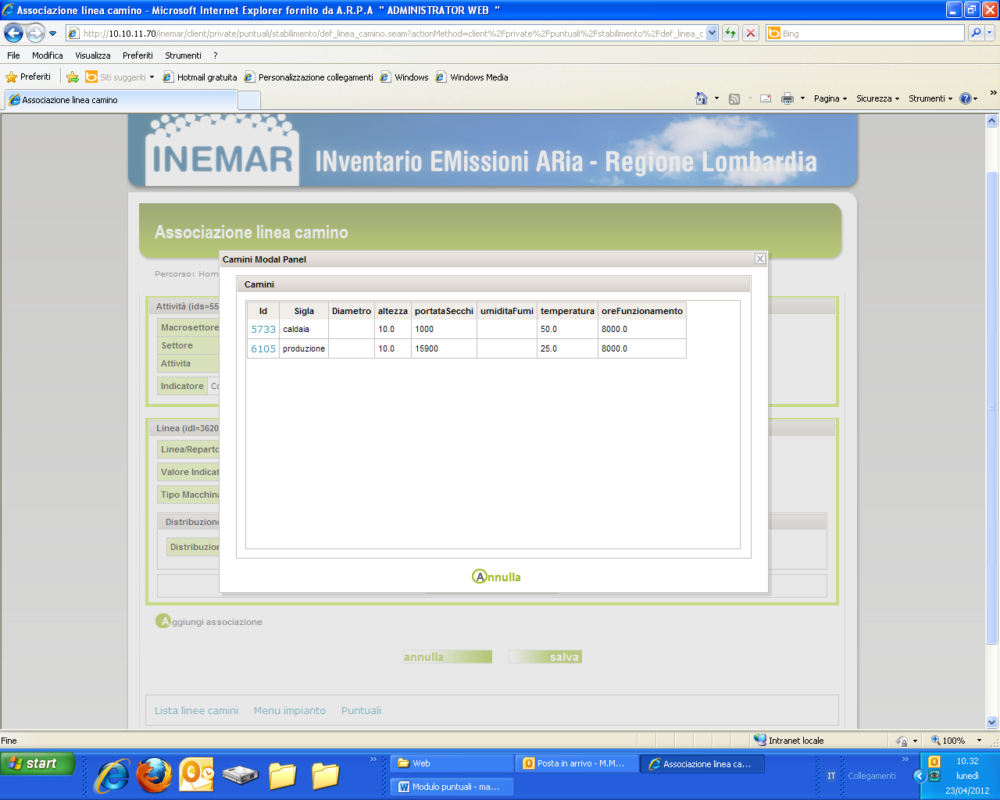 Associazione linea camino - Microsoft Internet Explorer fornito da A.R.P.A " ADMINISTRATOR WEB "
http://10.10.11.70/inemar/client/private/puntuali/stabilimento/def_linea_camino.seam?actionMethod=client%2Fprivate%2Fpuntuali%2Fstabilimento%2Fdef_linea_c
Bing
File Modifica Visualizza Preferiti Strumenti ?
Preferiti Siti suggeriti Hotmail gratuita Personalizzazione collegamenti Windows Windows Media
Associazione linea camino
Pagina Sicurezza Strumenti
INEMAR INventario EMissioni ARia - Regione Lombardia
Associazione linea camino
Percorso: Hom
Camini Modal Panel
Camini
Id Sigla Diametro altezza portataSecchi umiditaFumi temperatura oreFunzionamento
5733 caldaia 10.0 1000 50.0 8000.0
6105 produzione 10.0 15900 25.0 8000.0
Annulla
Attività (ids=55
Macrosettore
Settore
Attivita
Indicatore Co
Linea (idl=3620
Linea/Reparto
Valore Indicat
Tipo Macchina
Distribuzione
Distribuzion
Aggiungi associazione
annulla salva
Lista linee camini Menu impianto Puntuali
Fine Intranet locale 100%
start
Web
Posta in arrivo - M.M...
Associazione linea ca...
Modulo puntuali - ma...
IT Collegamenti
10.32
lunedì
23/04/2012